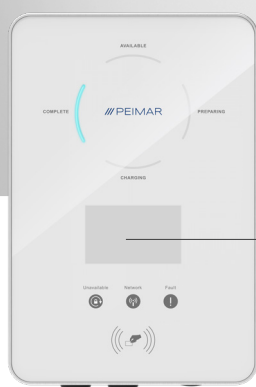 AVAILABLE
COMPLETE
PEIMAR
PREPARING
CHARGING
Unavailable
Network
Fault